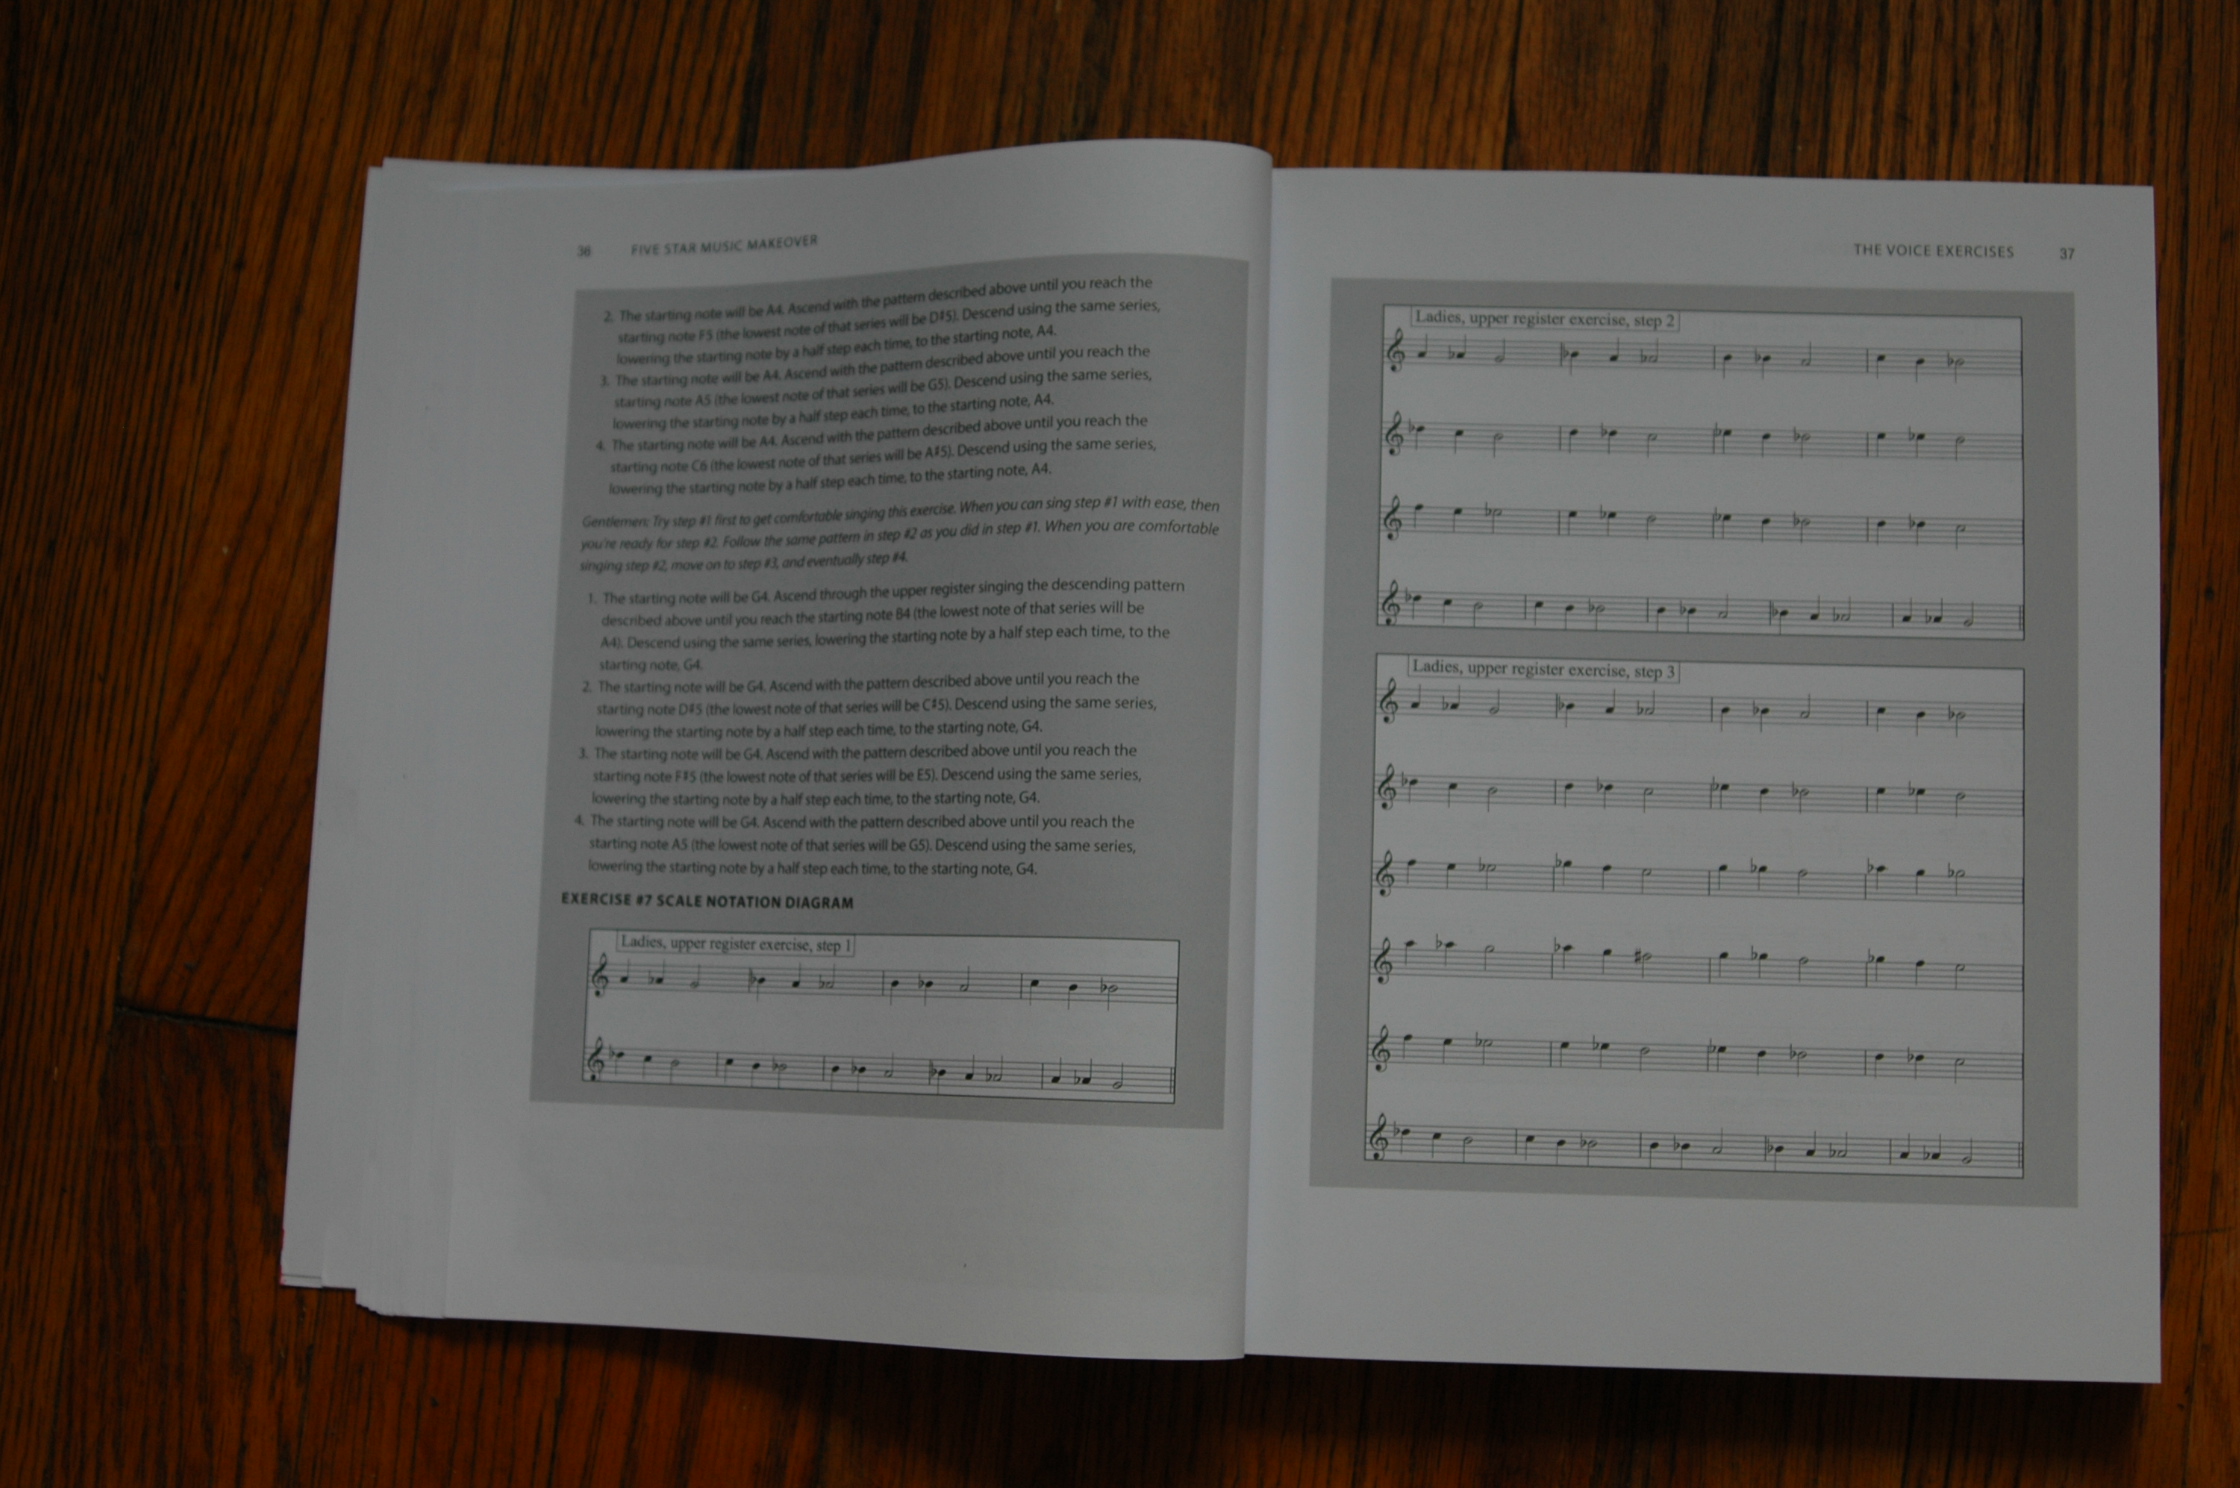 36 FIVE STAR MUSIC MAKEOVER
2. The starting note will be A4. Ascend with the pattern described above until you reach the
starting note F5 (the lowest note of that series will be D#5). Descend using the same series,
lowering the starting note by a half step each time, to the starting note, A4.
3. The starting note will be A4. Ascend with the pattern described above until you reach the
starting note A5 (the lowest note of that series will be G5). Descend using the same series,
lowering the starting note by a half step each time, to the starting note, A4.
4. The starting note will be A4. Ascend with the pattern described above until you reach the
starting note C6 (the lowest note of that series will be A#5). Descend using the same series,
lowering the starting note by a half step each time, to the starting note, A4.
Gentlemen: Try step #1 first to get comfortable singing this exercise. When you can sing step #1 with ease, then
you're ready for step #2. Follow the same pattern in step #2 as you did in step #1. When you are comfortable
singing step #2, move on to step #3, and eventually step #4.
1. The starting note will be G4. Ascend through the upper register singing the descending pattern
described above until you reach the starting note B4 (the lowest note of that series will be
A4). Descend using the same series, lowering the starting note by a half step each time, to the
starting note, G4.
2. The starting note will be G4. Ascend with the pattern described above until you reach the
starting note D#5 (the lowest note of that series will be C#5). Descend using the same series,
lowering the starting note by a half step each time, to the starting note, G4.
3. The starting note will be G4. Ascend with the pattern described above until you reach the
starting note F#5 (the lowest note of that series will be E5). Descend using the same series,
lowering the starting note by a half step each time, to the starting note, G4.
4. The starting note will be G4. Ascend with the pattern described above until you reach the
starting note A5 (the lowest note of that series will be G5). Descend using the same series,
lowering the starting note by a half step each time, to the starting note, G4.
EXERCISE #7 SCALE NOTATION DIAGRAM
Ladies, upper register exercise, step 1
THE VOICE EXERCISES 37
Ladies, upper register exercise, step 2
Ladies, upper register exercise, step 3